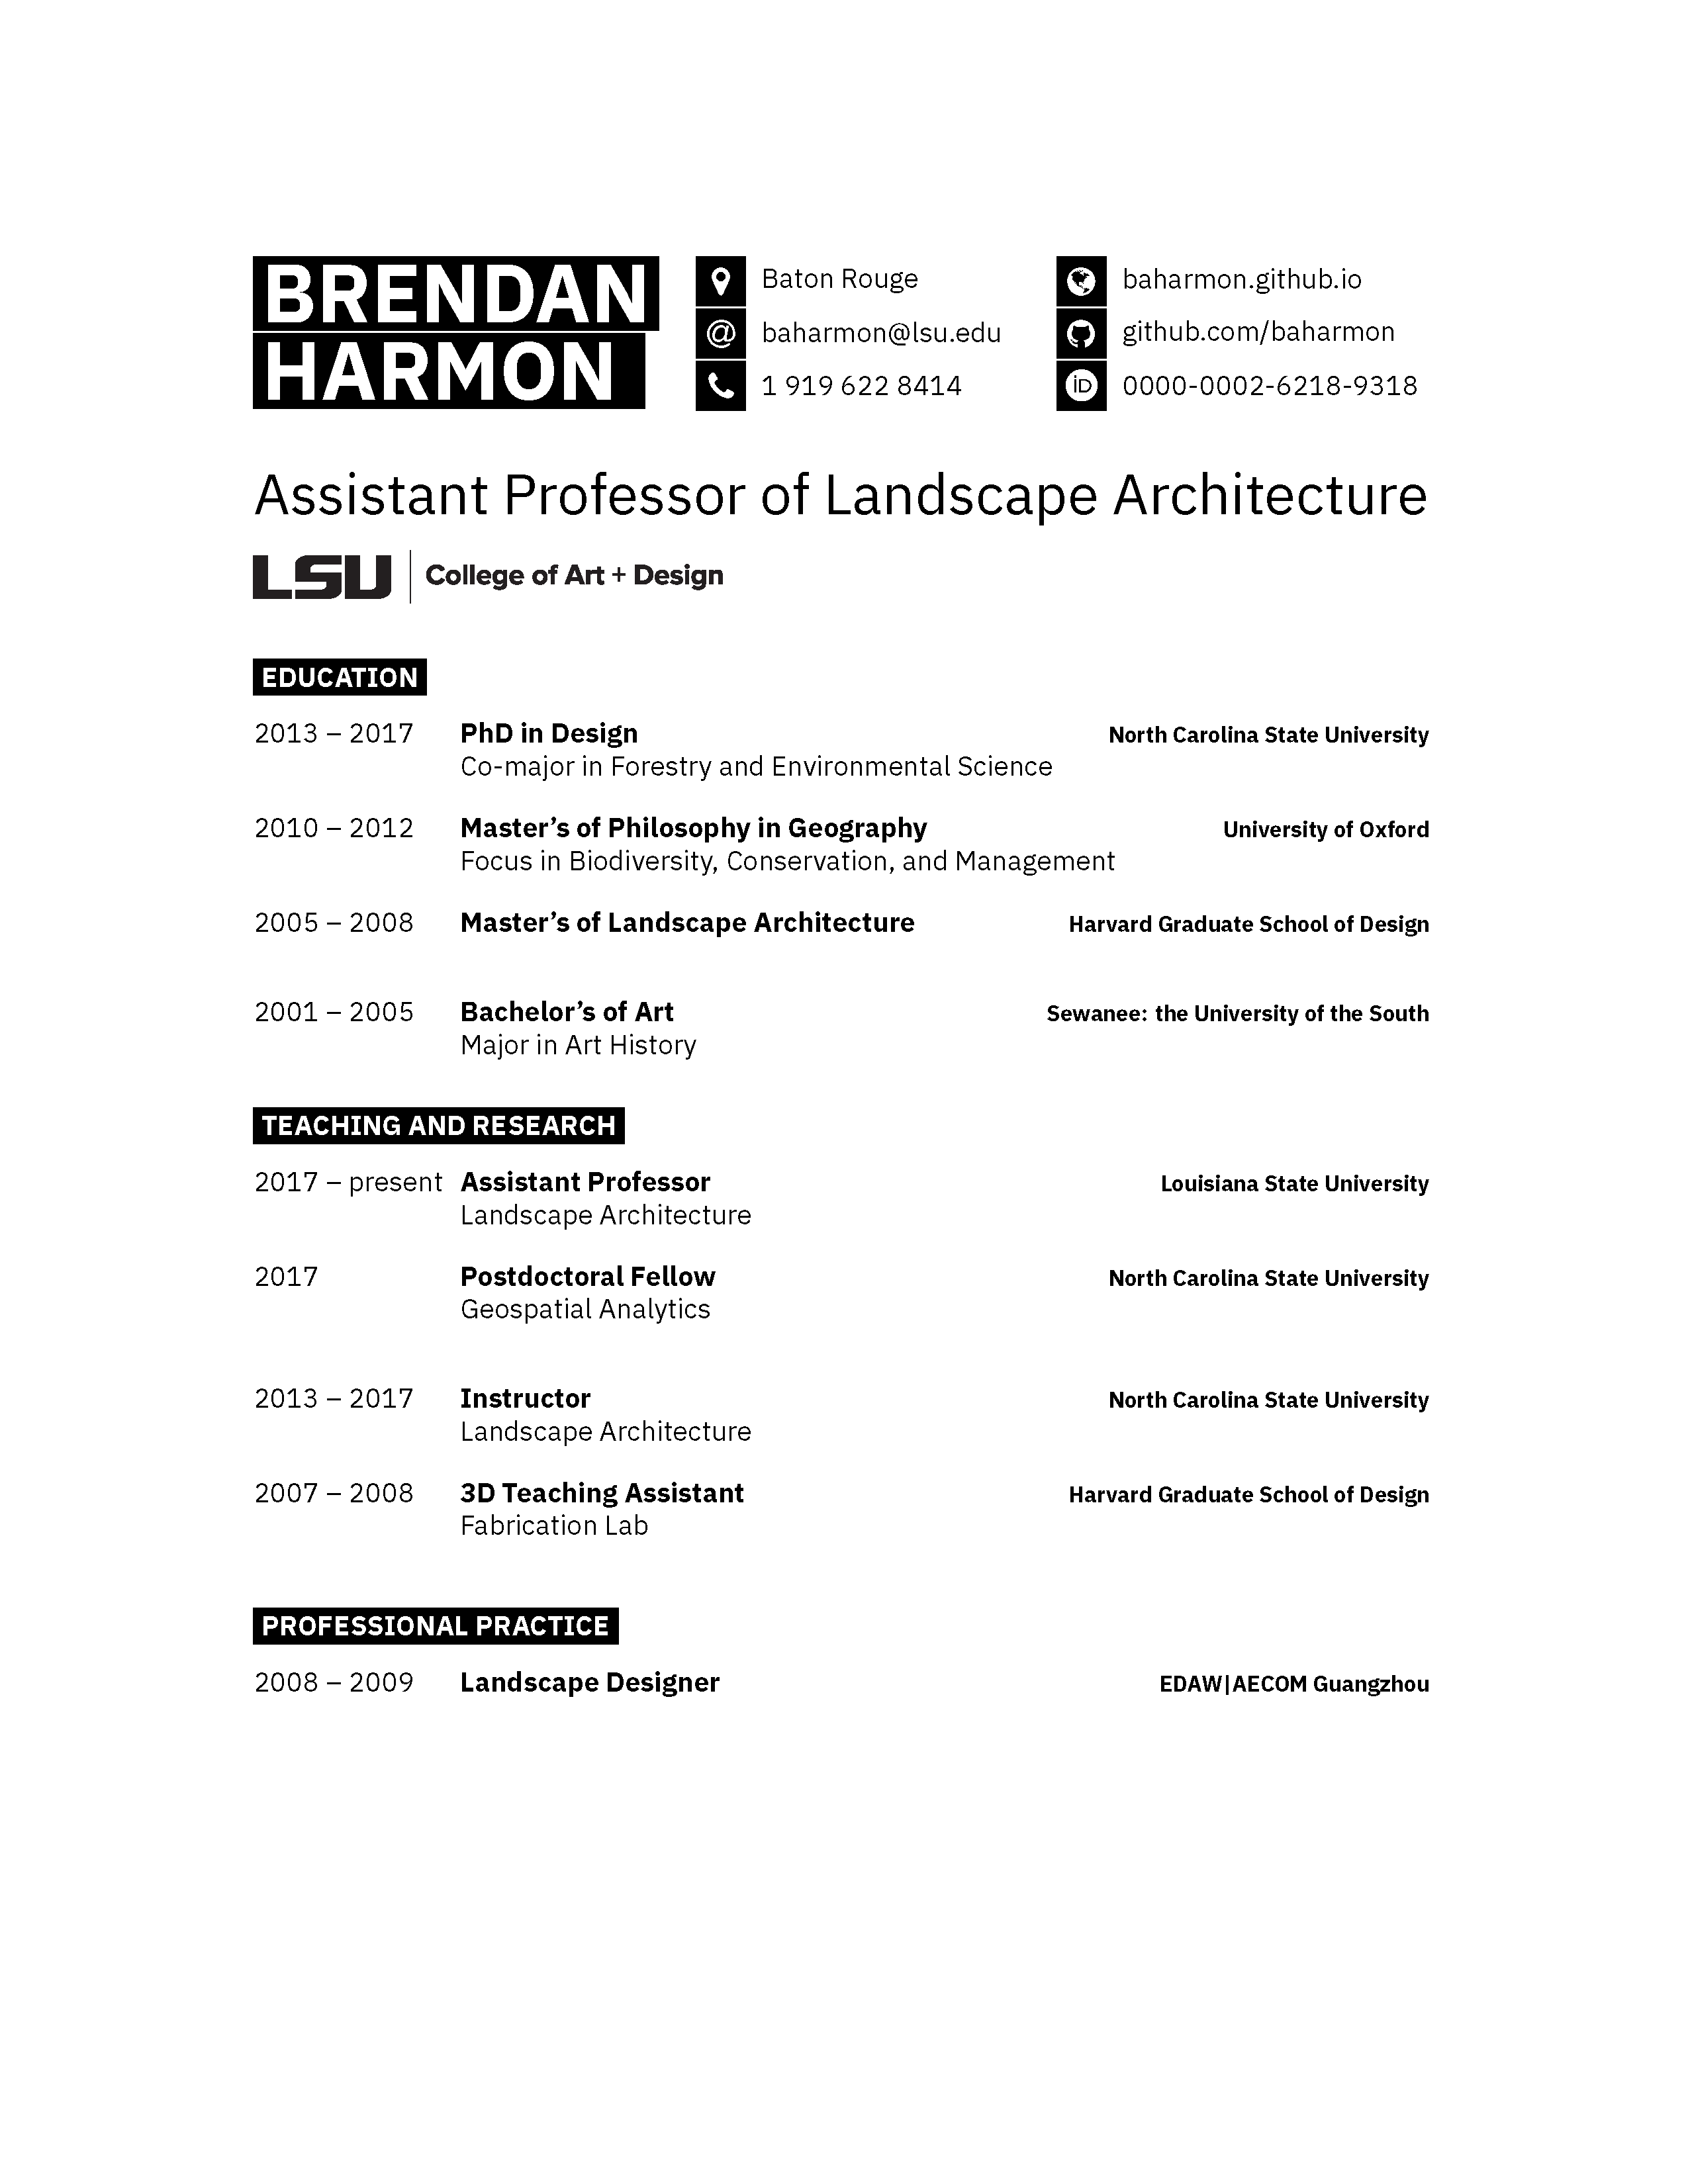 BRENDAN
HARMON
Baton Rouge
@ baharmon@lsu.edu
1 919 622 8414
baharmon.github.io
github.com/baharmon
iD 0000-0002-6218-9318
Assistant Professor of Landscape Architecture
LSU College of Art + Design
EDUCATION
2013 – 2017 PhD in Design North Carolina State University
Co-major in Forestry and Environmental Science
2010 – 2012 Master’s of Philosophy in Geography University of Oxford
Focus in Biodiversity, Conservation, and Management
2005 – 2008 Master’s of Landscape Architecture Harvard Graduate School of Design
2001 – 2005 Bachelor’s of Art Sewanee: the University of the South
Major in Art History
TEACHING AND RESEARCH
2017 – present Assistant Professor Louisiana State University
Landscape Architecture
2017 Postdoctoral Fellow North Carolina State University
Geospatial Analytics
2013 – 2017 Instructor North Carolina State University
Landscape Architecture
2007 – 2008 3D Teaching Assistant Harvard Graduate School of Design
Fabrication Lab
PROFESSIONAL PRACTICE
2008 – 2009 Landscape Designer EDAW|AECOM Guangzhou